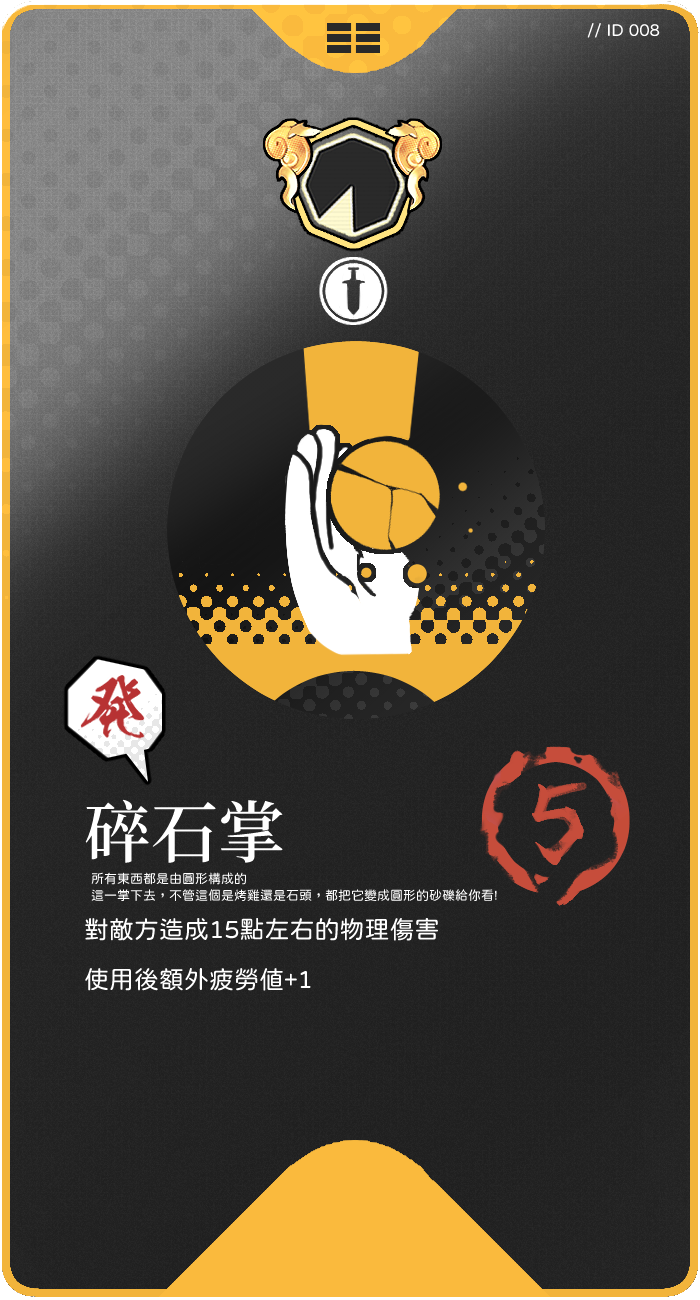 // ID 008
發
5
碎石掌
所有東西都是由圓形構成的
這一掌下去，不管這個是烤雞還是石頭，都把它變成圓形的砂礫給你看!
對敵方造成15點左右的物理傷害
使用後額外疲勞值+1